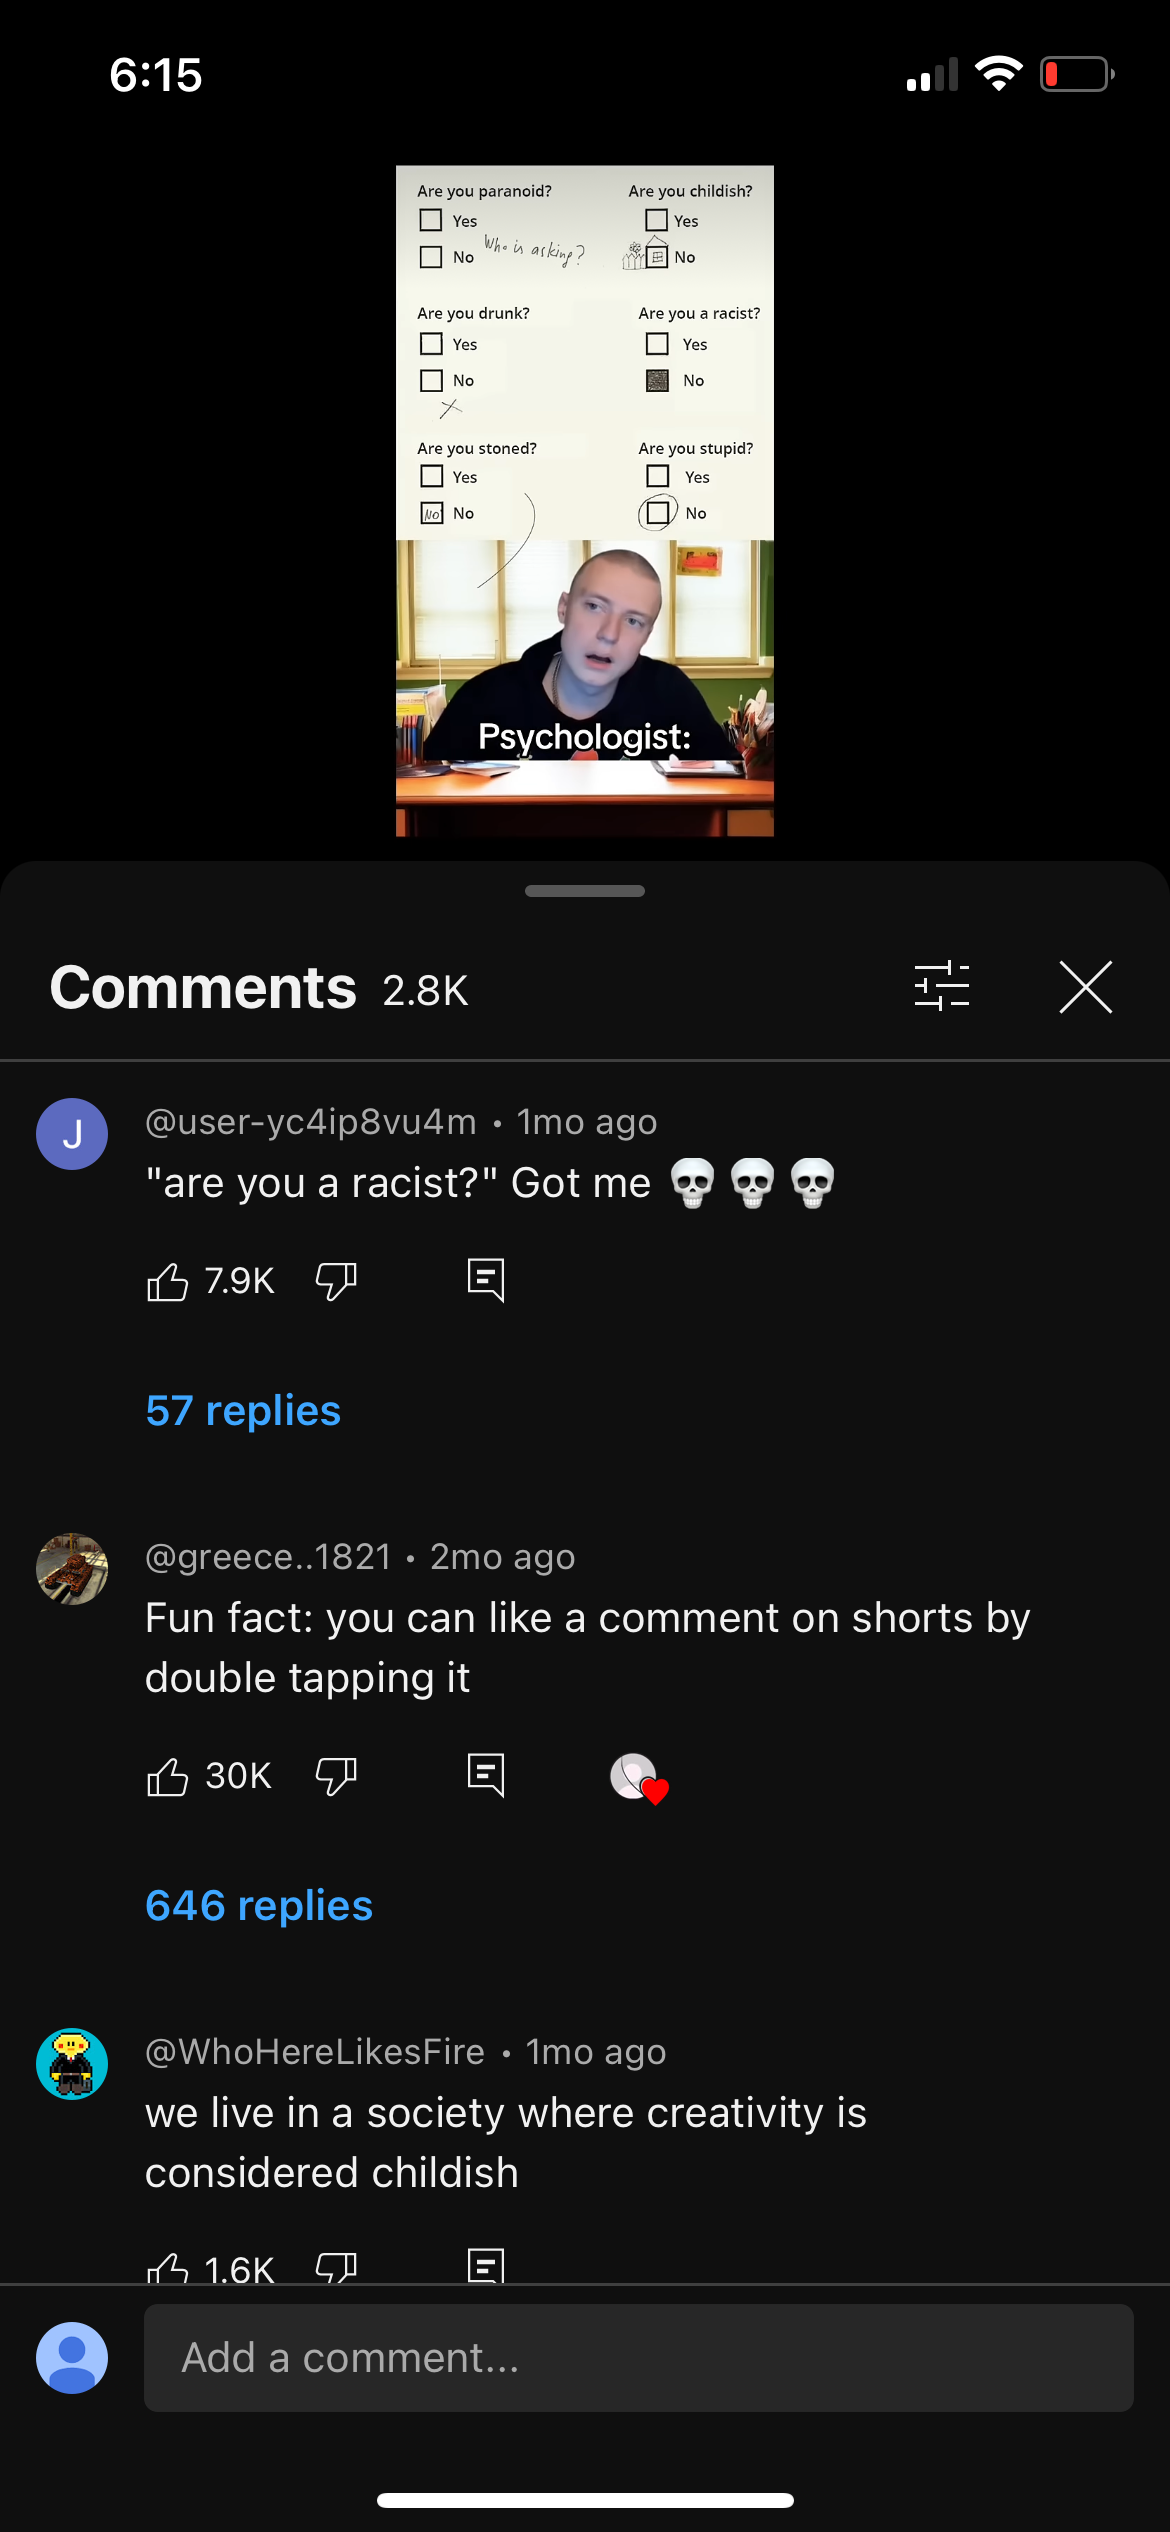 6:15
Are you paranoid?
Yes
No
Who is asking?
Are you childish?
Yes
No
Are you drunk?
Yes
No
Are you a racist?
Yes
No
Are you stoned?
Yes
No No
Are you stupid?
Yes
No
Psychologist:
Comments 2.8K
J
@user-yc4ip8vu4m • 1mo ago
"are you a racist?" Got me 💀💀💀
7.9K
57 replies
@greece..1821 • 2mo ago
Fun fact: you can like a comment on shorts by
double tapping it
30K
646 replies
@WhoHereLikesFire • 1mo ago
we live in a society where creativity is
considered childish
1.6K
Add a comment...